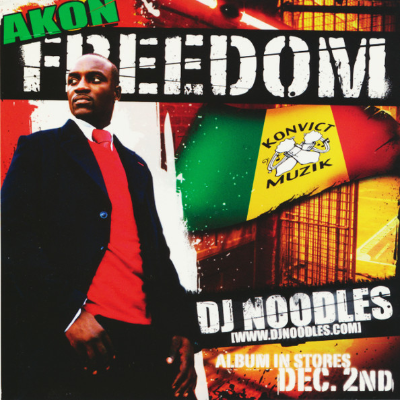 AKON
FREEDOM
KONVICT
MUZIK
DJ NOODLES
[WWW.DJNOODLES.COM]
ALBUM IN STORES
DEC. 2ND